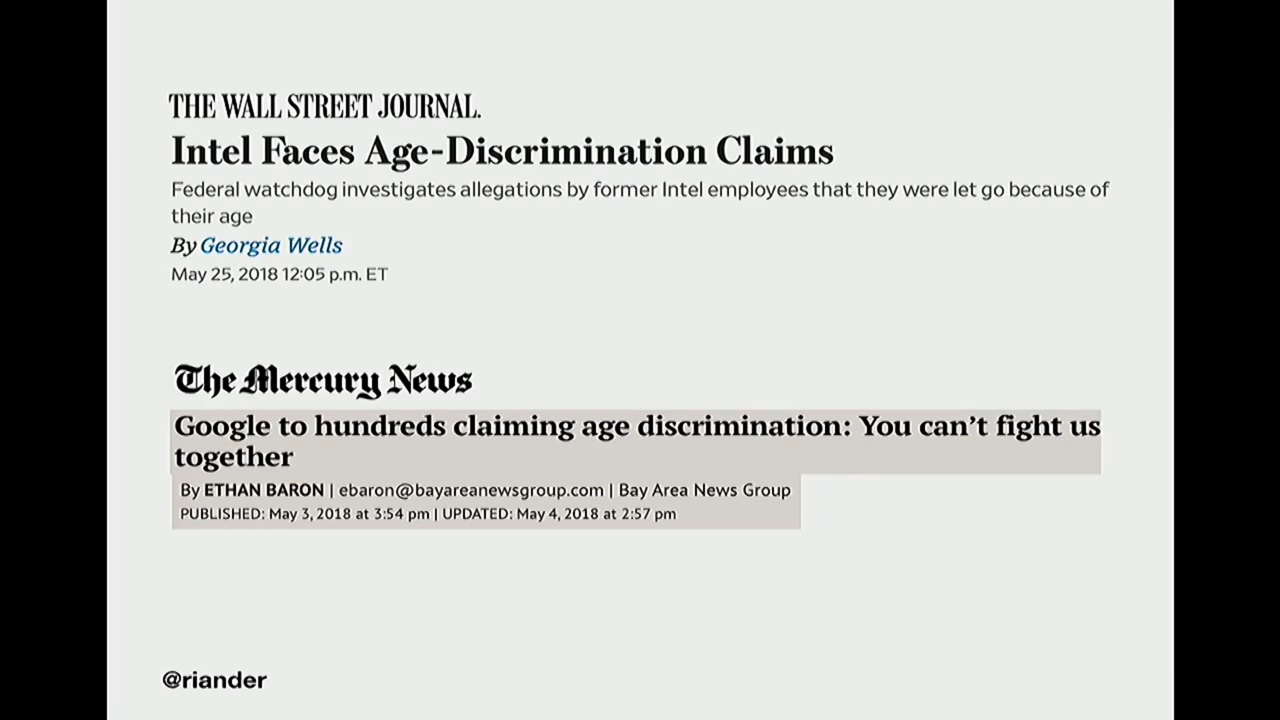 THE WALL STREET JOURNAL.
Intel Faces Age-Discrimination Claims
Federal watchdog investigates allegations by former Intel employees that they were let go because of
their age
By Georgia Wells
May 25, 2018 12:05 p.m. ET
The Mercury News
Google to hundreds claiming age discrimination: You can’t fight us
together
By ETHAN BARON | ebaron@bayareanewsgroup.com | Bay Area News Group
PUBLISHED: May 3, 2018 at 3:54 pm | UPDATED: May 4, 2018 at 2:57 pm
@riander